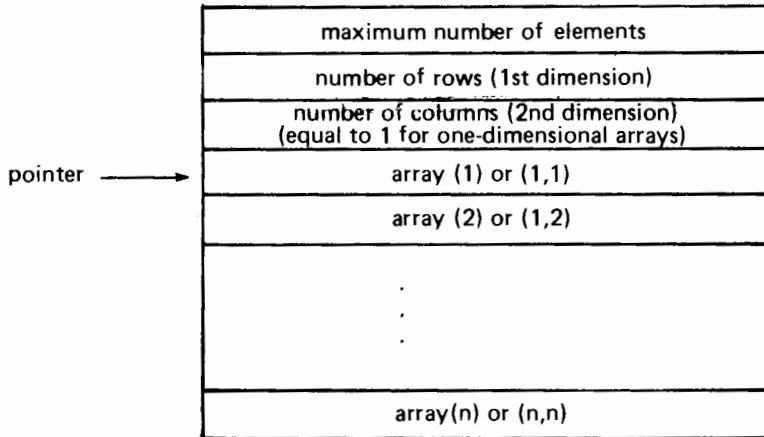 maximum number of elements
number of rows (1st dimension)
number of columns (2nd dimension)
(equal to 1 for one-dimensional arrays)
pointer
array (1) or (1,1)
array (2) or (1,2)
.
.
.
array(n) or (n,n)